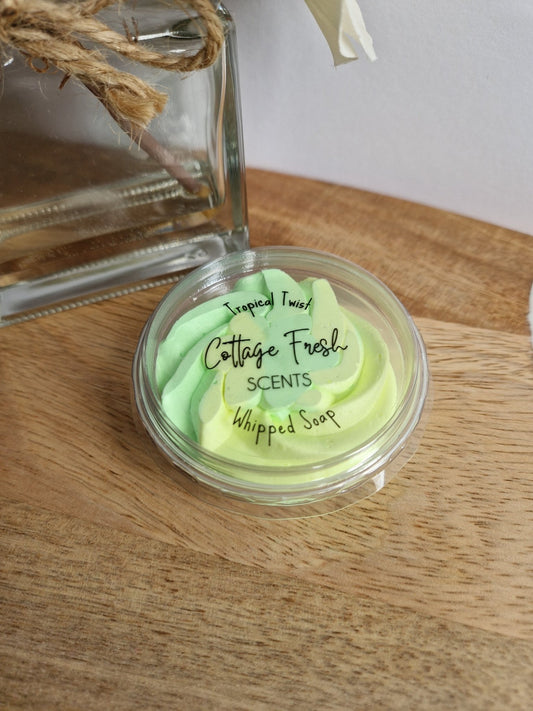 Tropical Twist
Cottage Fresh
SCENTS
Whipped Soap